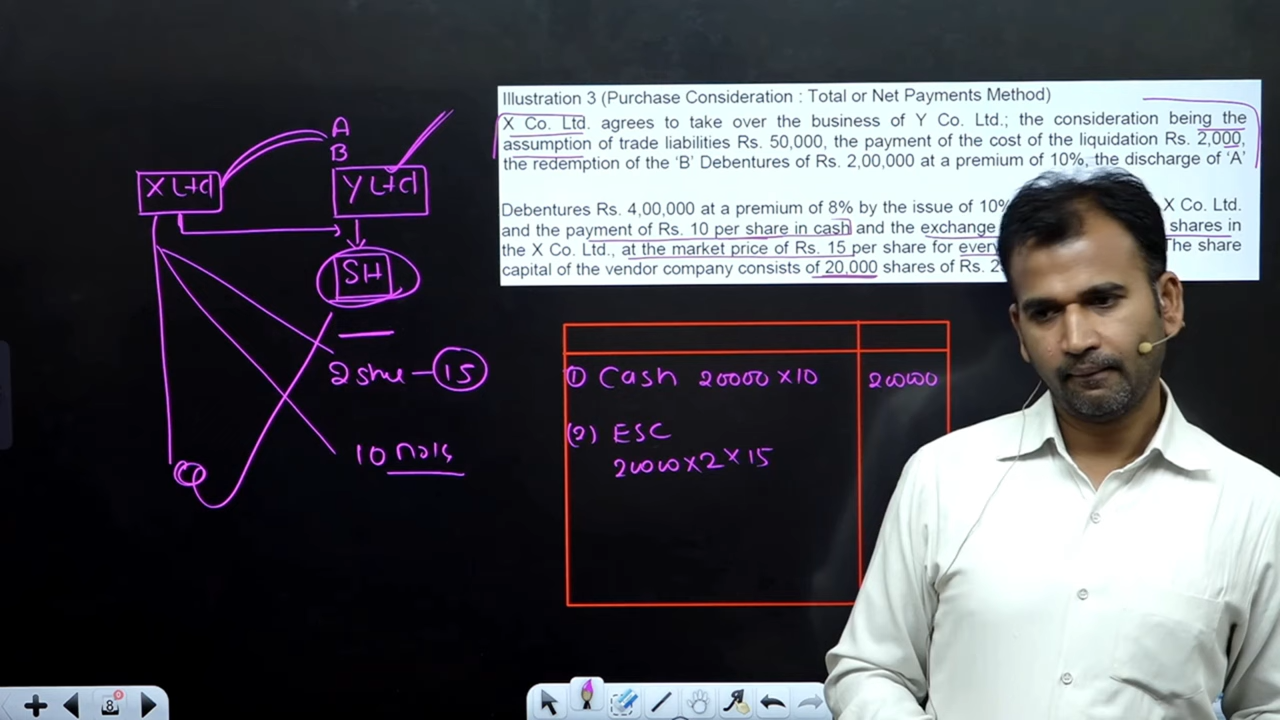 Illustration 3 (Purchase Consideration : Total or Net Payments Method)
X Co. Ltd. agrees to take over the business of Y Co. Ltd.; the consideration being the
assumption of trade liabilities Rs. 50,000, the payment of the cost of the liquidation Rs. 2,000,
the redemption of the ‘B’ Debentures of Rs. 2,00,000 at a premium of 10%, the discharge of ‘A’
Debentures Rs. 4,00,000 at a premium of 8% by the issue of 10% X Co. Ltd.
and the payment of Rs. 10 per share in cash and the exchange shares in
the X Co. Ltd., at the market price of Rs. 15 per share for every The share
capital of the vendor company consists of 20,000 shares of Rs. 2
A
B
X Ltd
Y Ltd
SH
2 share - 15
10
① Cash 20000 × 10 200000
(2) ESC
20000 × 2 × 15
8
0